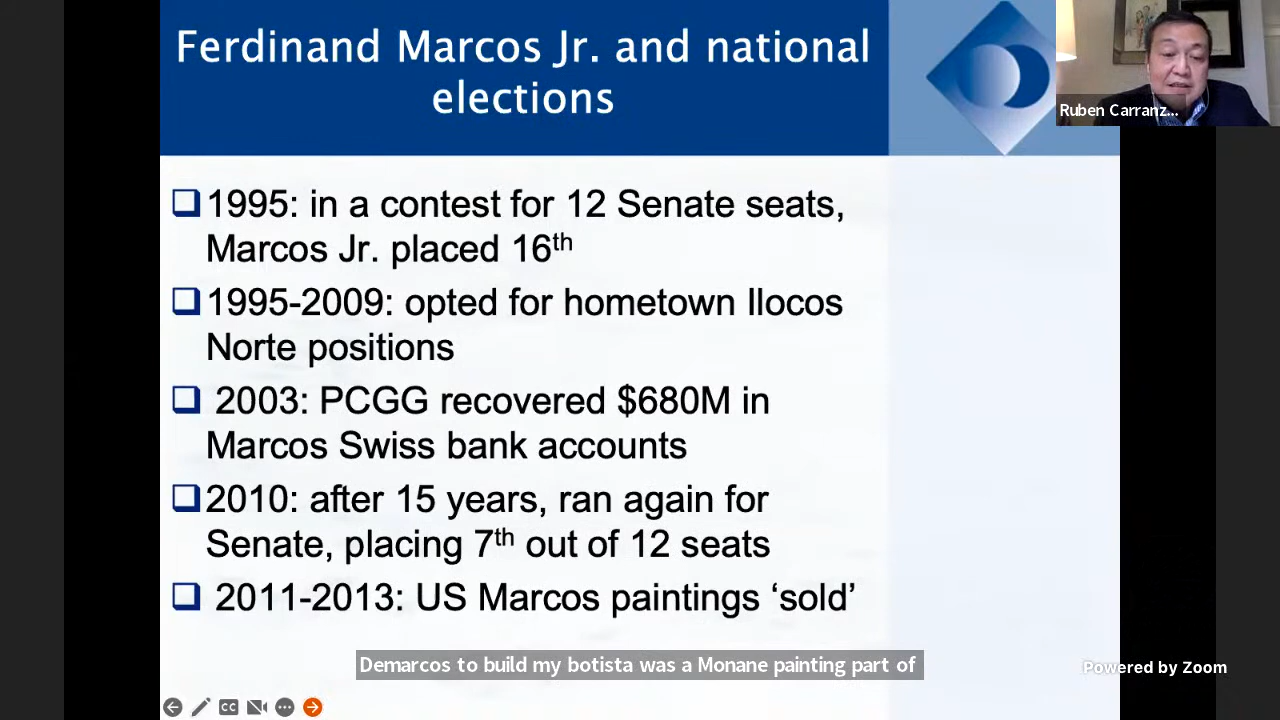 Ferdinand Marcos Jr. and national
elections
Ruben Carranz...
❑ 1995: in a contest for 12 Senate seats,
Marcos Jr. placed 16th
❑ 1995-2009: opted for hometown Ilocos
Norte positions
❑ 2003: PCGG recovered $680M in
Marcos Swiss bank accounts
❑ 2010: after 15 years, ran again for
Senate, placing 7th out of 12 seats
❑ 2011-2013: US Marcos paintings ‘sold’
Demarcos to build my botista was a Monane painting part of
Powered by Zoom
CC